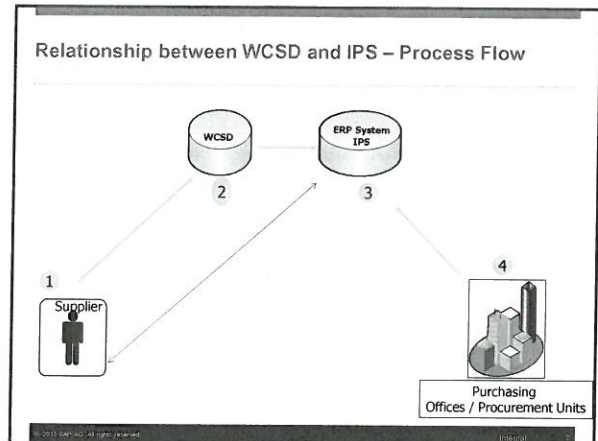 Relationship between WCSD and IPS – Process Flow
WCSD
ERP System
IPS
2
3
1
4
Supplier
Purchasing
Offices / Procurement Units
© 2013 SAP AG. All rights reserved.
Internal